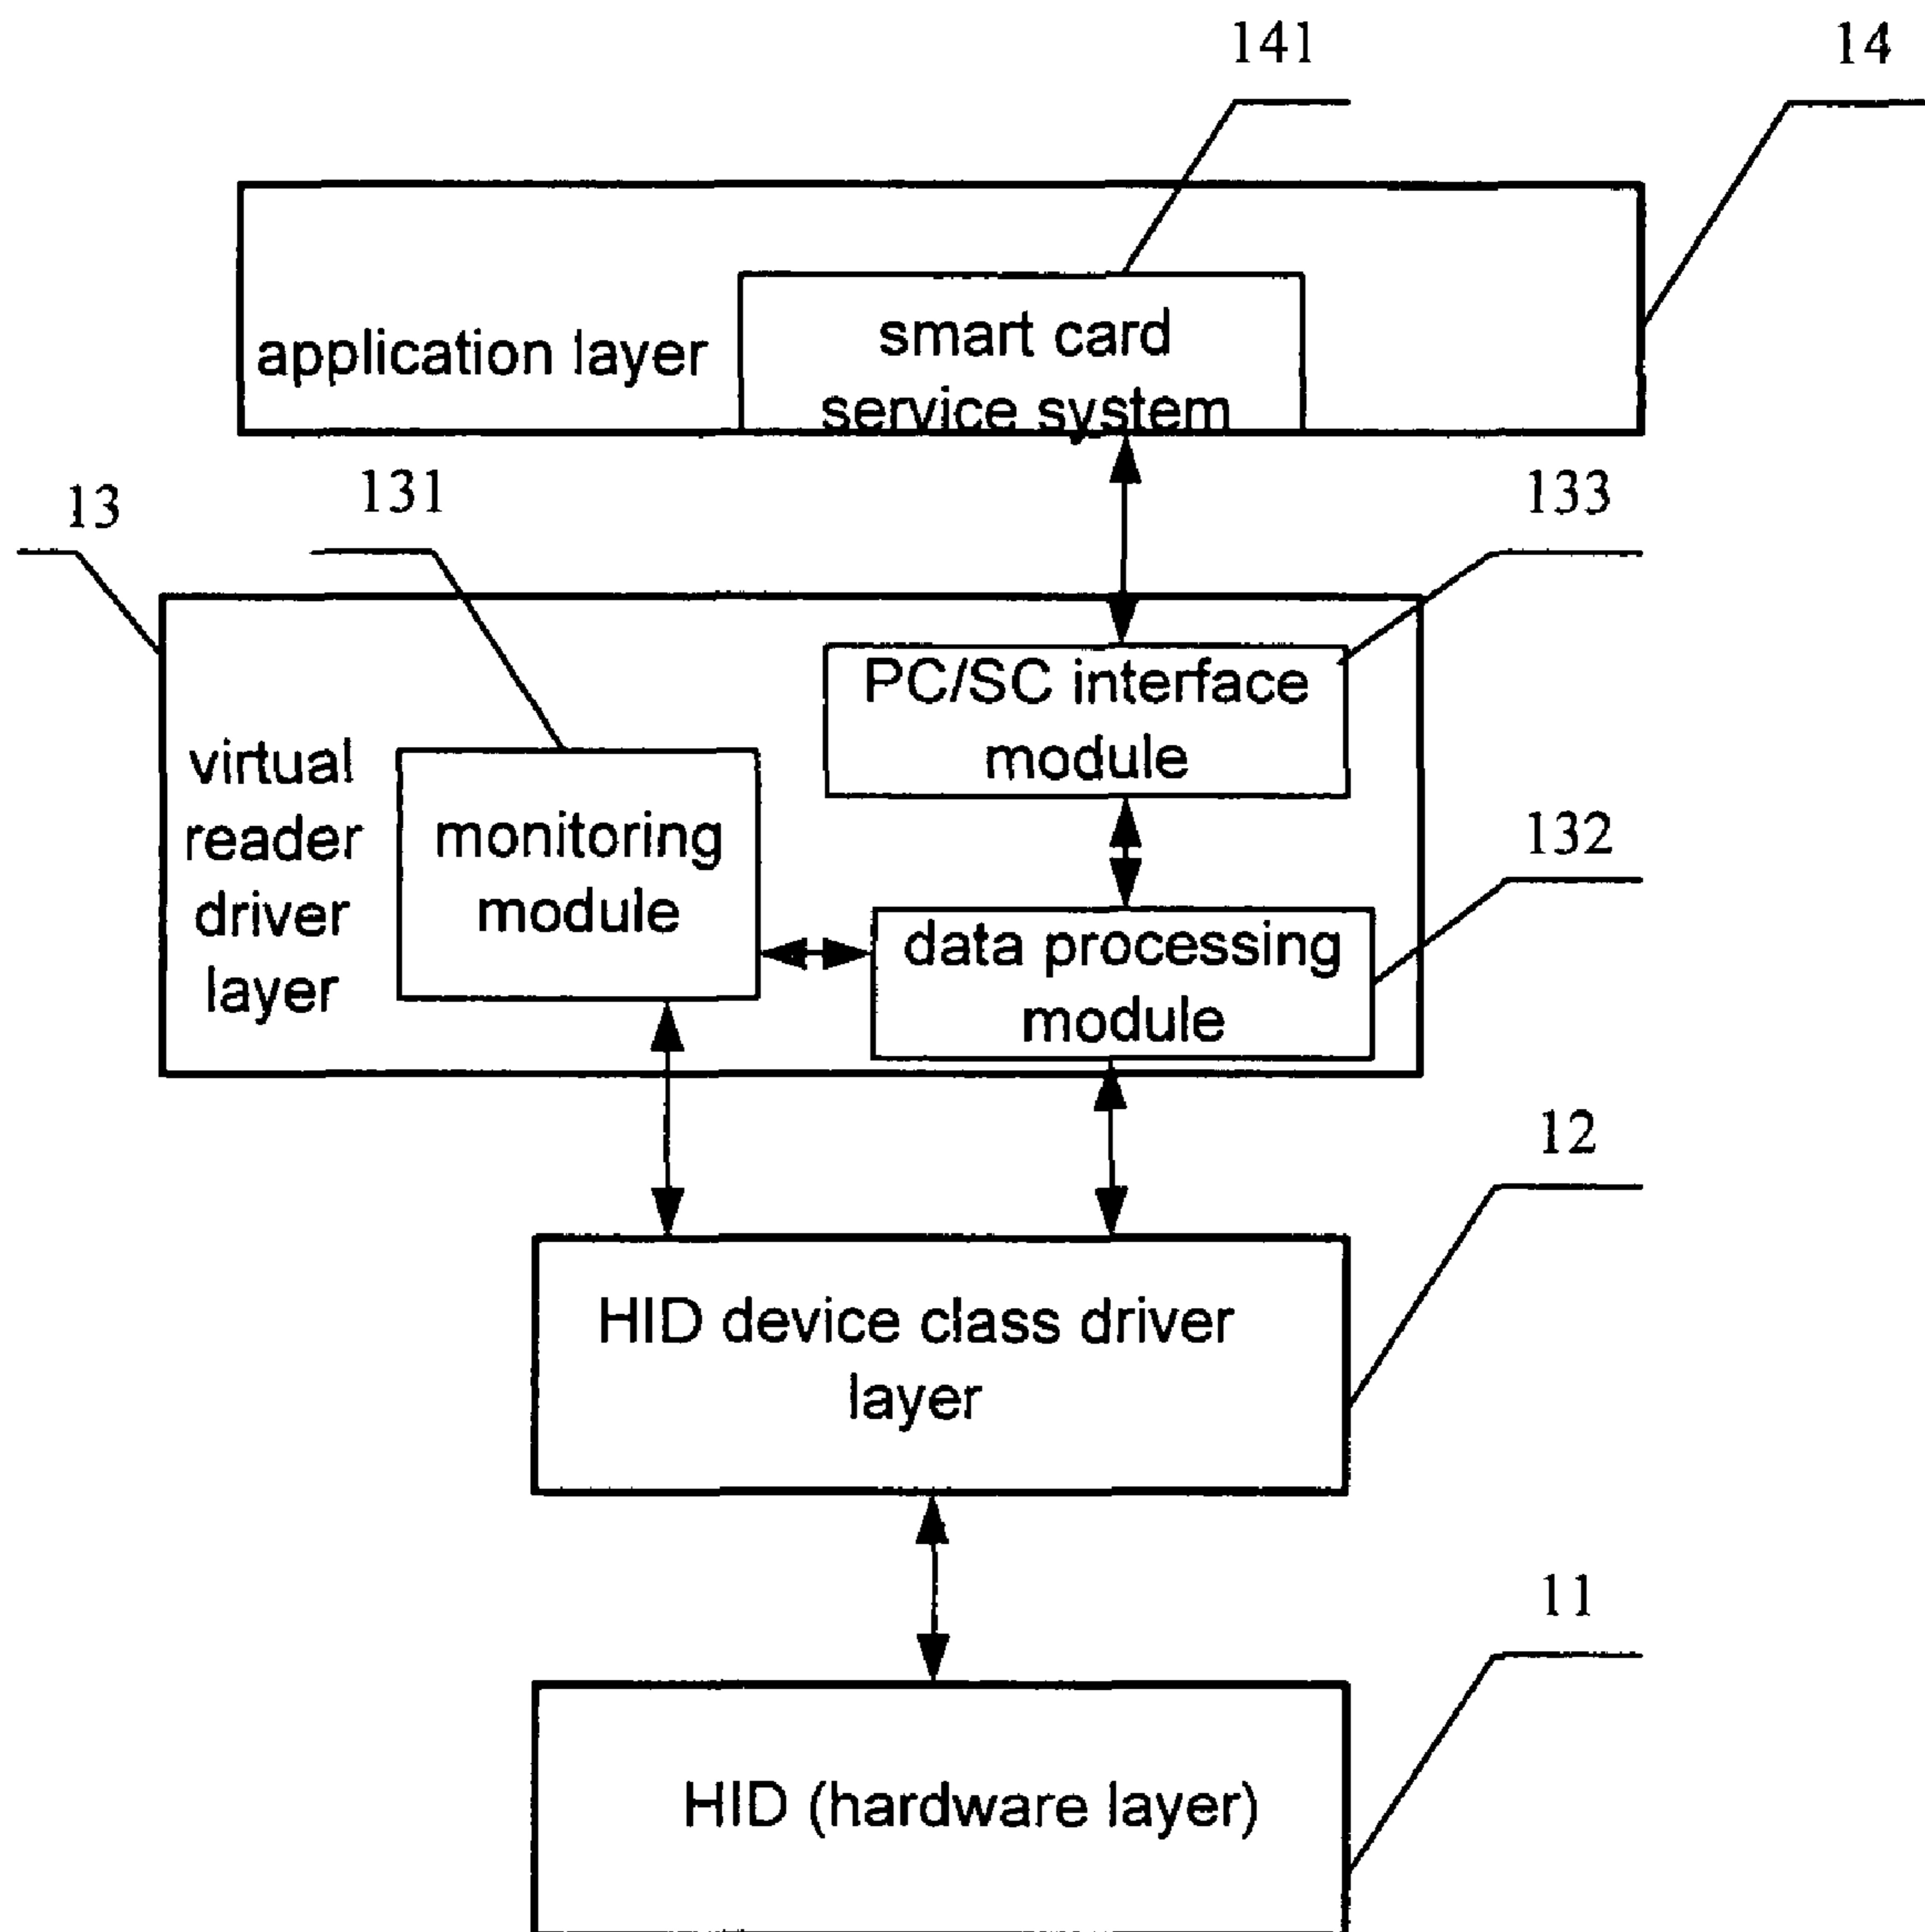 141
14
application layer
smart card
service system
13
131
133
PC/SC interface
module
virtual
reader
driver
layer
monitoring
module
132
data processing
module
12
HID device class driver
layer
11
HID (hardware layer)